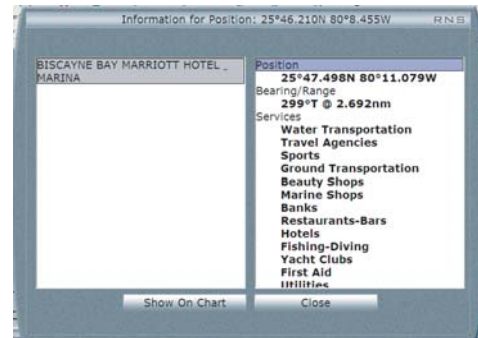 Information for Position: 25°46.210N 80°8.455W RNS
BISCAYNE BAY MARRIOTT HOTEL _
MARINA
Position
25°47.498N 80°11.079W
Bearing/Range
299°T @ 2.692nm
Services
Water Transportation
Travel Agencies
Sports
Ground Transportation
Beauty Shops
Marine Shops
Banks
Restaurants-Bars
Hotels
Fishing-Diving
Yacht Clubs
First Aid
Utilities
Show On Chart
Close